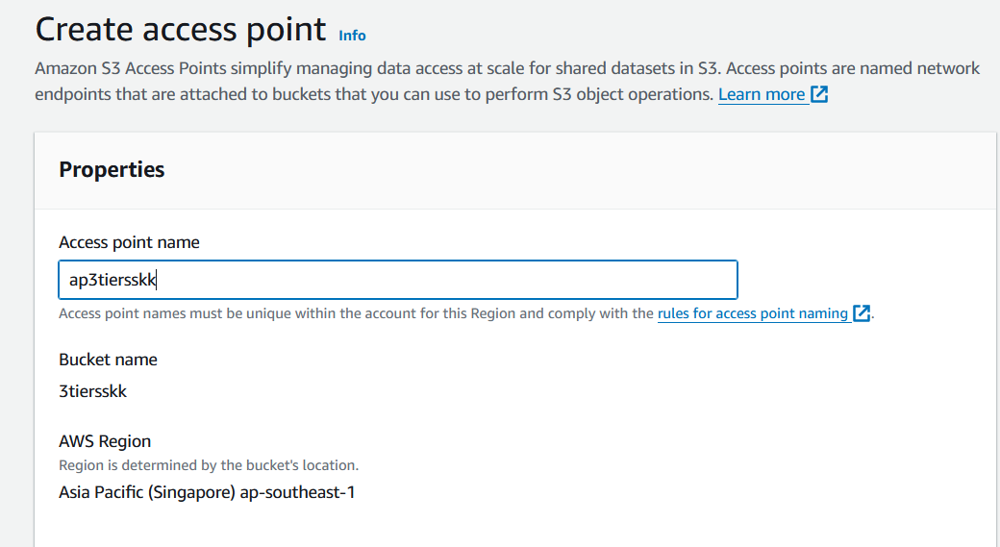 Create access point Info
Amazon S3 Access Points simplify managing data access at scale for shared datasets in S3. Access points are named network
endpoints that are attached to buckets that you can use to perform S3 object operations. Learn more
Properties
Access point name
ap3tiersskk
Access point names must be unique within the account for this Region and comply with the rules for access point naming.
Bucket name
3tiersskk
AWS Region
Region is determined by the bucket's location.
Asia Pacific (Singapore) ap-southeast-1